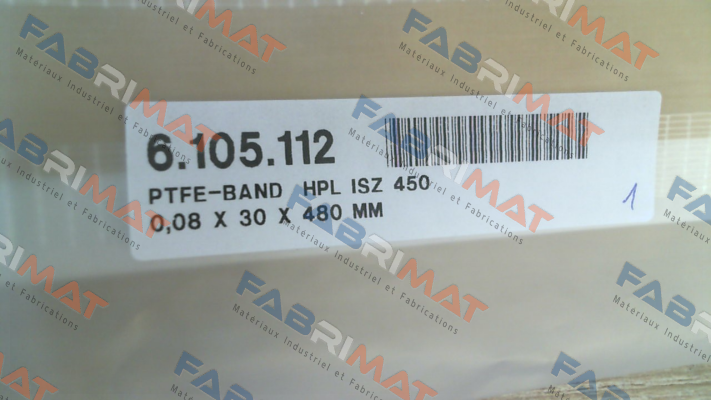 6.105.112
PTFE-BAND HPL ISZ 450
0,08 X 30 X 480 MM
1
FABRIMAT
Materiaux Industriel et Fabrications